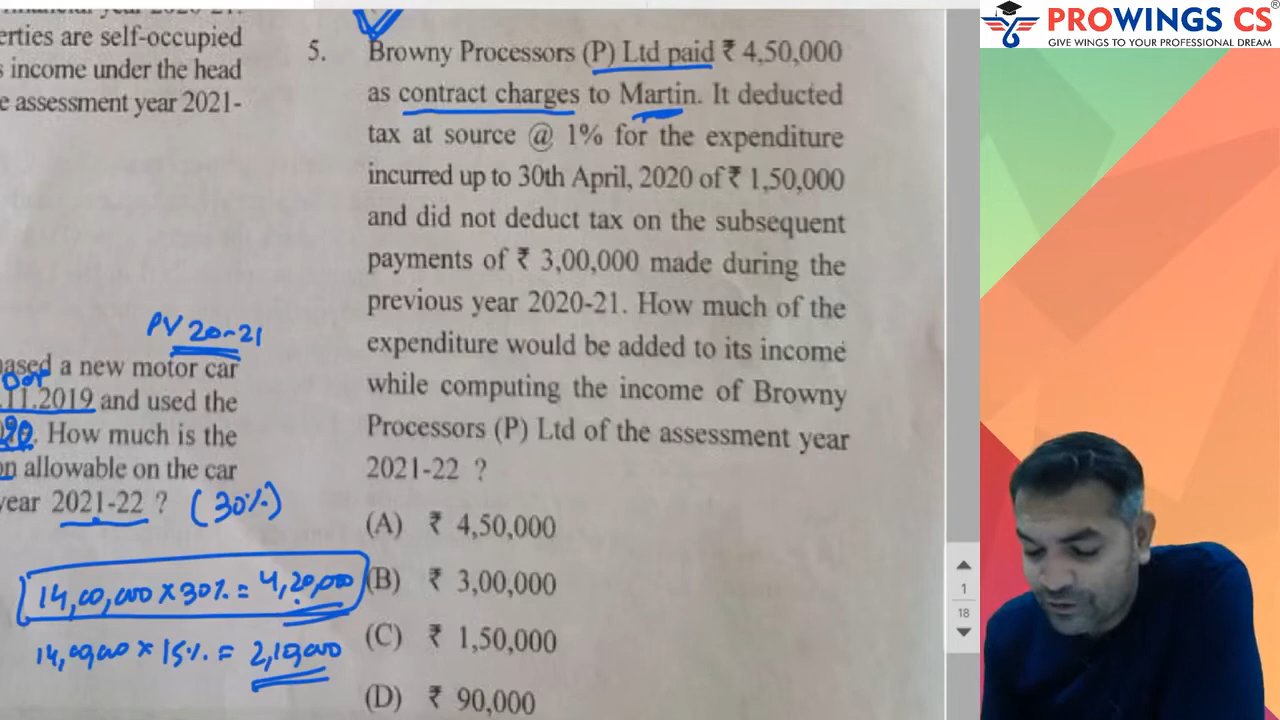 erties are self-occupied
s income under the head
e assessment year 2021-
PV 20-21
ased a new motor car
.11.2019 and used the
How much is the
on allowable on the car
year 2021-22 ? (30%)
14,00,000 x 30% = 4,20,000
14,00,000 x 15% = 2,10,000
5. Browny Processors (P) Ltd paid ₹ 4,50,000
as contract charges to Martin. It deducted
tax at source @ 1% for the expenditure
incurred up to 30th April, 2020 of ₹ 1,50,000
and did not deduct tax on the subsequent
payments of ₹ 3,00,000 made during the
previous year 2020-21. How much of the
expenditure would be added to its income
while computing the income of Browny
Processors (P) Ltd of the assessment year
2021-22 ?
(A) ₹ 4,50,000
(B) ₹ 3,00,000
(C) ₹ 1,50,000
(D) ₹ 90,000
PROWINGS CS®
GIVE WINGS TO YOUR PROFESSIONAL DREAM
1
18